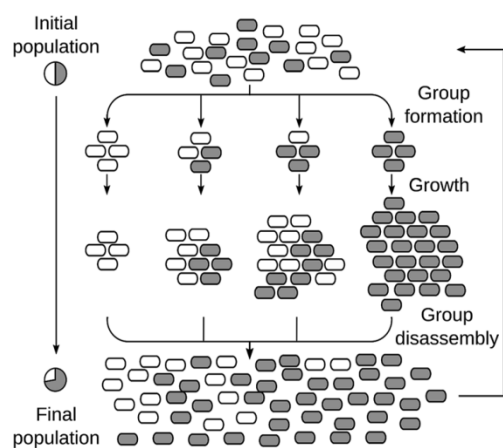 Initial
population
Group
formation
Growth
Group
disassembly
Final
population